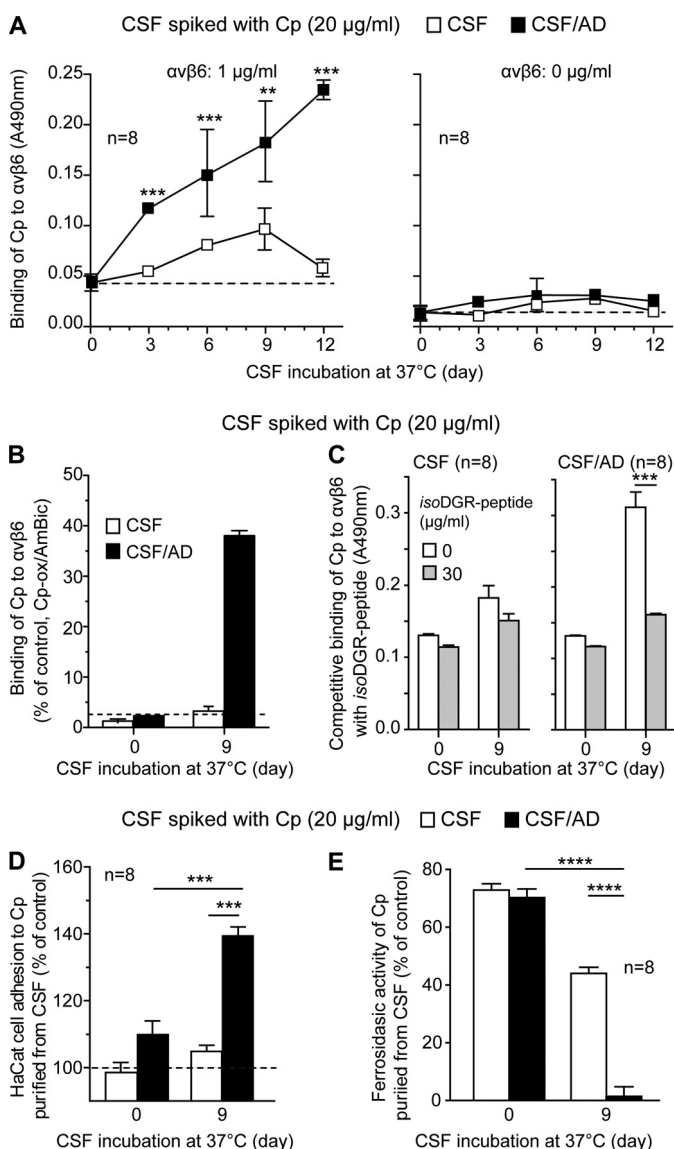 A
CSF spiked with Cp (20 µg/ml) CSF CSF/AD
Binding of Cp to αvβ6 (A490nm)
0.25
0.20
0.15
0.10
0.05
0.00
αvβ6: 1 µg/ml
n=8
***
***
**
***
0 3 6 9 12
αvβ6: 0 µg/ml
n=8
0 3 6 9 12
CSF incubation at 37°C (day)
CSF spiked with Cp (20 µg/ml)
B
Binding of Cp to αvβ6
(% of control, Cp-ox/AmBic)
50
40
30
20
10
0
CSF
CSF/AD
0 9
CSF incubation at 37°C (day)
C
Competitive binding of Cp to αvβ6
with isoDGR-peptide (A490nm)
CSF (n=8)
CSF/AD (n=8)
0.3
0.2
0.1
0.0
isoDGR-peptide
(µg/ml)
0
30
***
0 9
0 9
CSF incubation at 37°C (day)
CSF spiked with Cp (20 µg/ml) CSF CSF/AD
D
HaCat cell adhesion to Cp
purified from CSF (% of control)
160
140
120
100
n=8
***
***
0 9
CSF incubation at 37°C (day)
E
Ferrosidasic activity of Cp
puriied from CSF (% of control)
80
60
40
20
0
****
****
n=8
0 9
CSF incubation at 37°C (day)